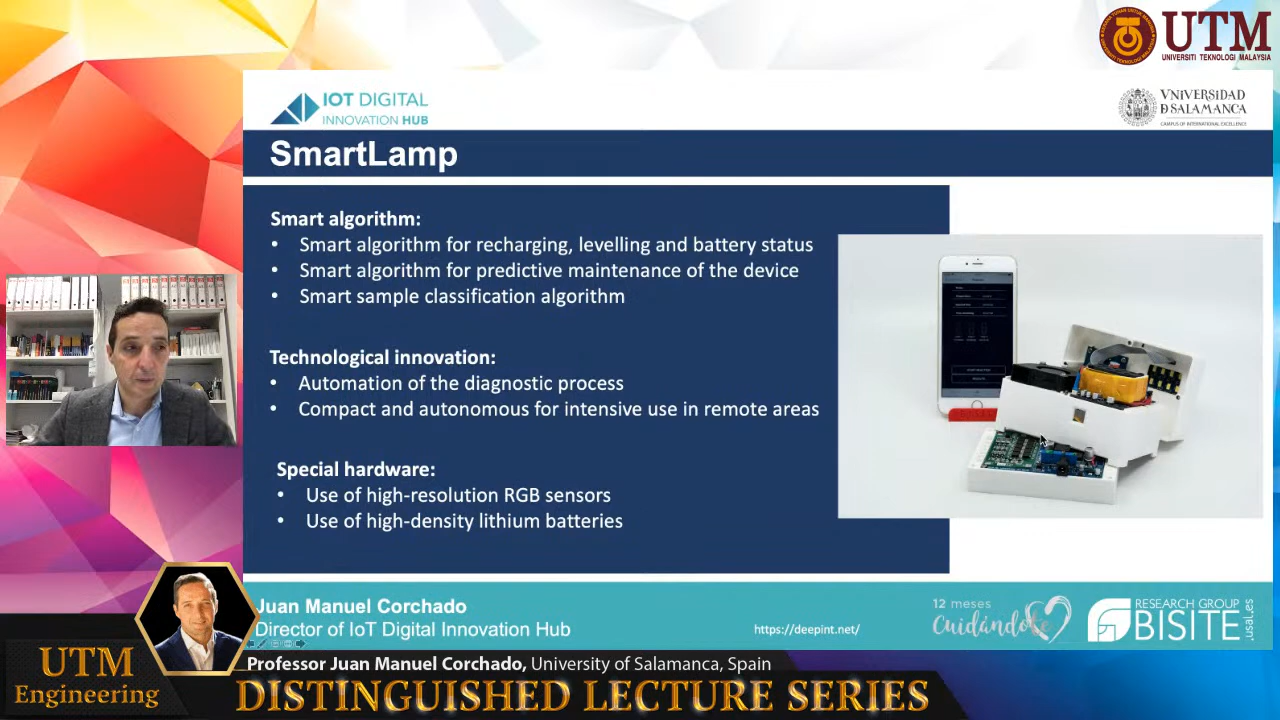 UTM
UNIVERSITI TEKNOLOGI MALAYSIA
IOT DIGITAL
INNOVATION HUB
VNiVERSiDAD
D SALAMANCA
CAMPUS OF INTERNATIONAL EXCELLENCE
SmartLamp
Smart algorithm:
• Smart algorithm for recharging, levelling and battery status
• Smart algorithm for predictive maintenance of the device
• Smart sample classification algorithm
Technological innovation:
• Automation of the diagnostic process
• Compact and autonomous for intensive use in remote areas
Special hardware:
• Use of high-resolution RGB sensors
• Use of high-density lithium batteries
Juan Manuel Corchado
Director of IoT Digital Innovation Hub
https://deepint.net/
12 meses
Cuidándote
RESEARCH GROUP
BISITE
.usal.es
UTM
Engineering
Professor Juan Manuel Corchado, University of Salamanca, Spain
DISTINGUISHED LECTURE SERIES